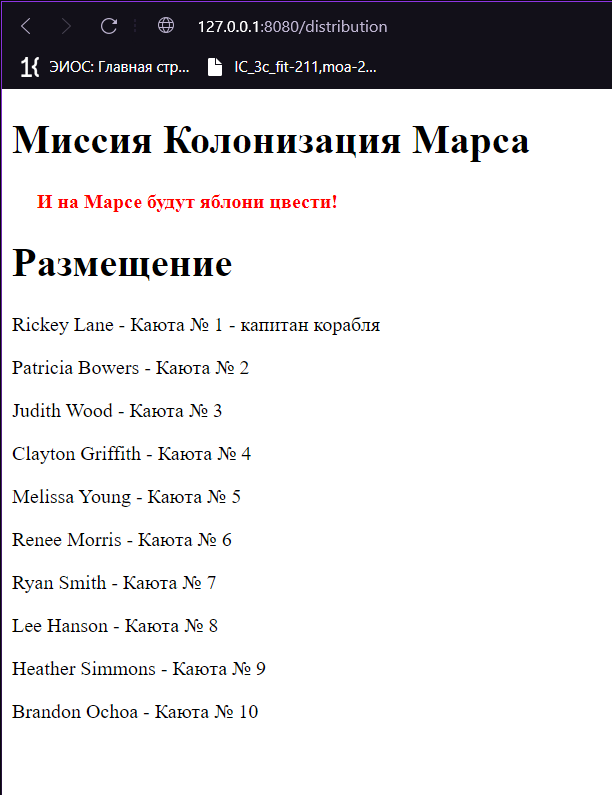 127.0.0.1:8080/distribution
1{ ЭИОС: Главная стр... IC_3c_fit-211,moa-2...
Миссия Колонизация Марса
И на Марсе будут яблони цвести!
Размещение
Rickey Lane - Каюта № 1 - капитан корабля
Patricia Bowers - Каюта № 2
Judith Wood - Каюта № 3
Clayton Griffith - Каюта № 4
Melissa Young - Каюта № 5
Renee Morris - Каюта № 6
Ryan Smith - Каюта № 7
Lee Hanson - Каюта № 8
Heather Simmons - Каюта № 9
Brandon Ochoa - Каюта № 10